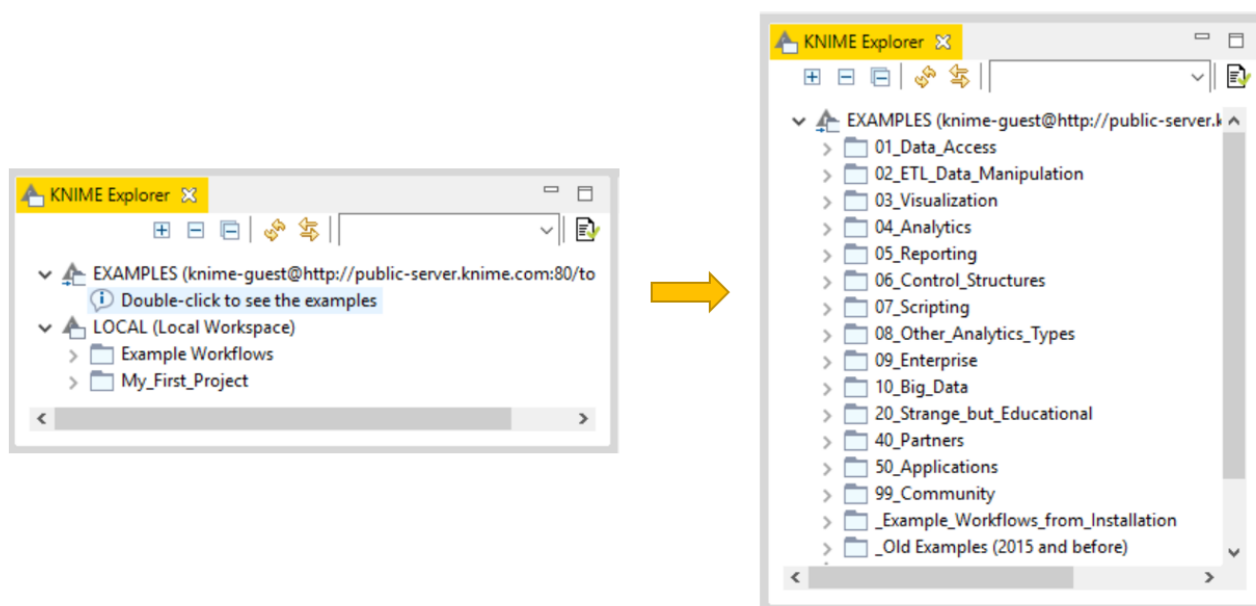 KNIME Explorer
EXAMPLES (knime-guest@http://public-server.knime.com:80/to
Double-click to see the examples
LOCAL (Local Workspace)
Example Workflows
My_First_Project
KNIME Explorer
EXAMPLES (knime-guest@http://public-server.k
01_Data_Access
02_ETL_Data_Manipulation
03_Visualization
04_Analytics
05_Reporting
06_Control_Structures
07_Scripting
08_Other_Analytics_Types
09_Enterprise
10_Big_Data
20_Strange_but_Educational
40_Partners
50_Applications
99_Community
_Example_Workflows_from_Installation
_Old Examples (2015 and before)